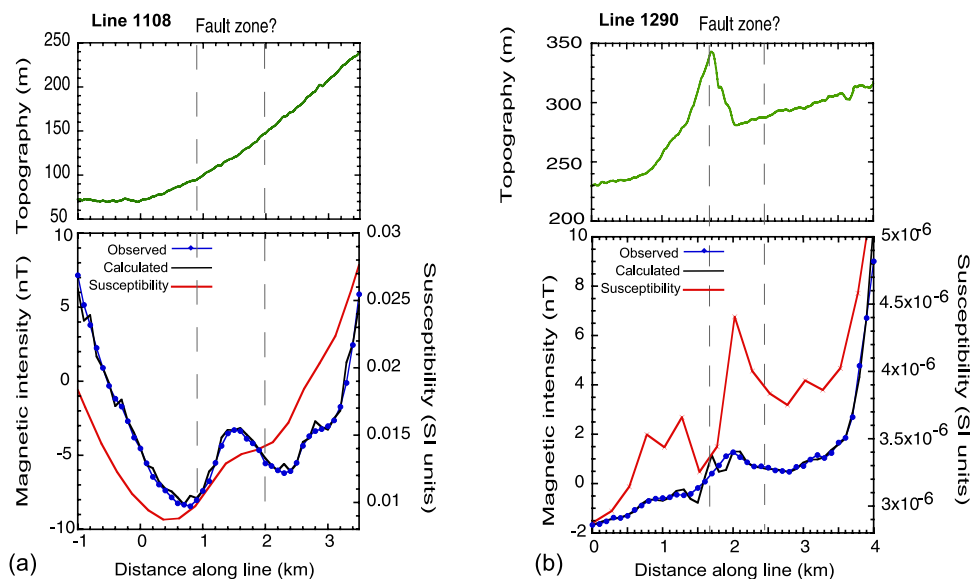 Line 1108
Fault zone?
250
200
150
100
50
Topography (m)
10
5
0
-5
-10
Magnetic intensity (nT)
Observed
Calculated
Susceptibility
0.03
0.025
0.02
0.015
0.01
Susceptibility (SI units)
-1 0 1 2 3
Distance along line (km)
(a)
Line 1290
Fault zone?
350
300
250
200
Topography (m)
10
8
6
4
2
0
-2
Magnetic intensity (nT)
Observed
Calculated
Susceptibility
5x10-6
4.5x10-6
4x10-6
3.5x10-6
3x10-6
Susceptibility (SI units)
0 1 2 3 4
Distance along line (km)
(b)